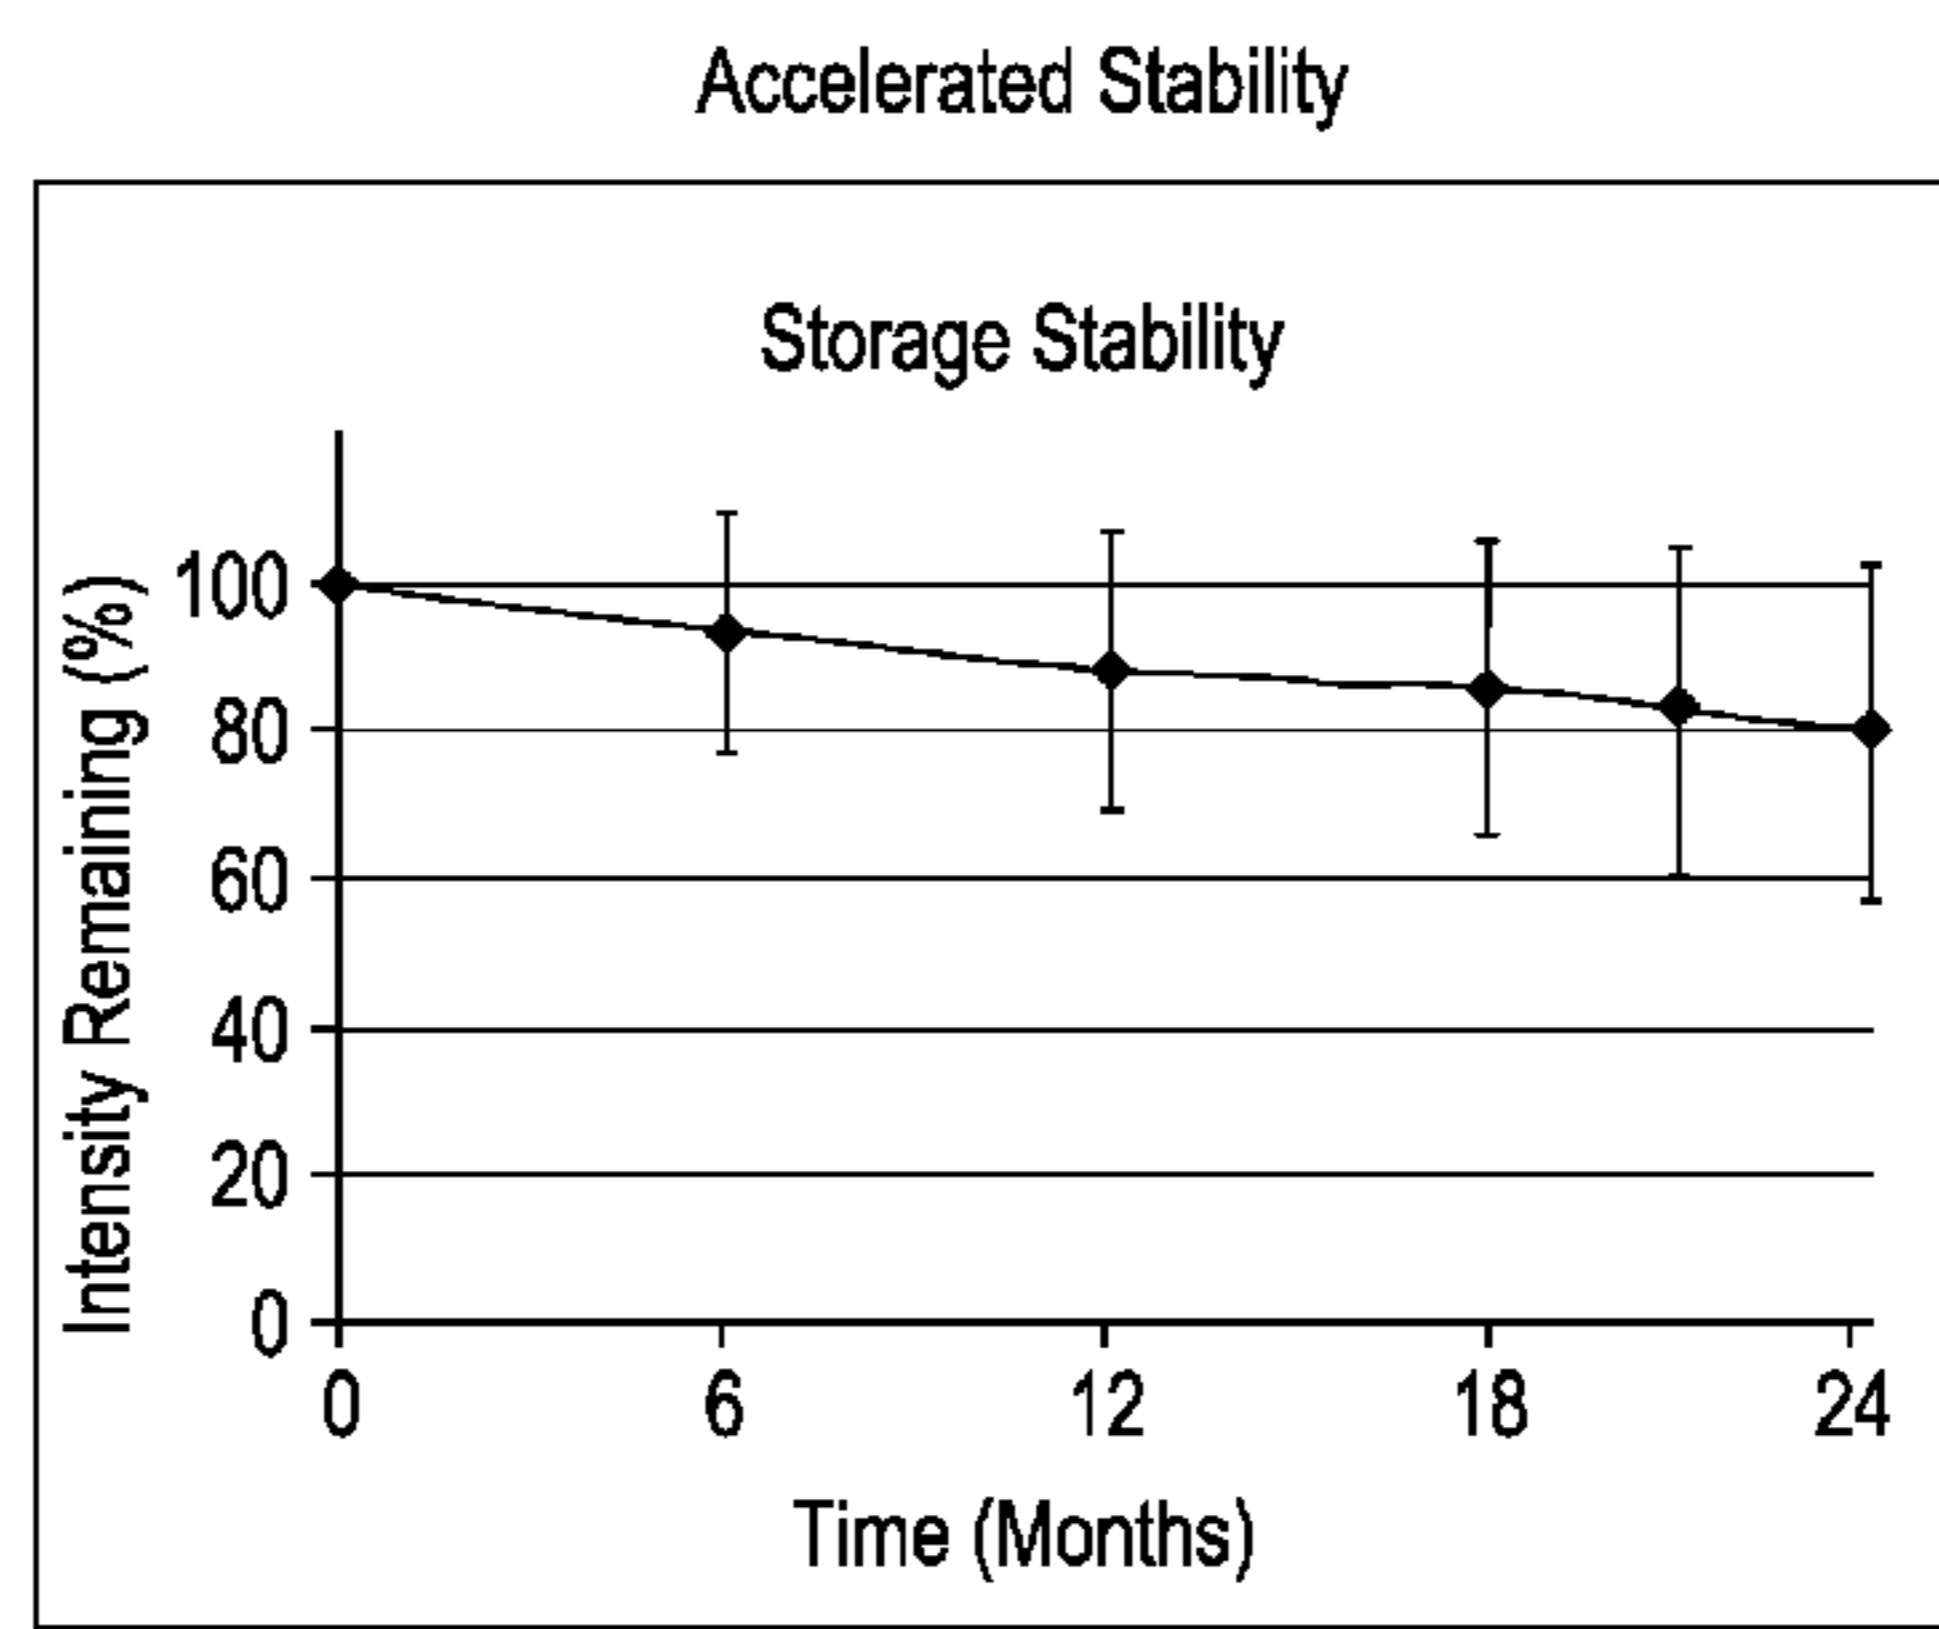 Accelerated Stability
Storage Stability
Intensity Remaining (%)
100
80
60
40
20
0
0 6 12 18 24
Time (Months)